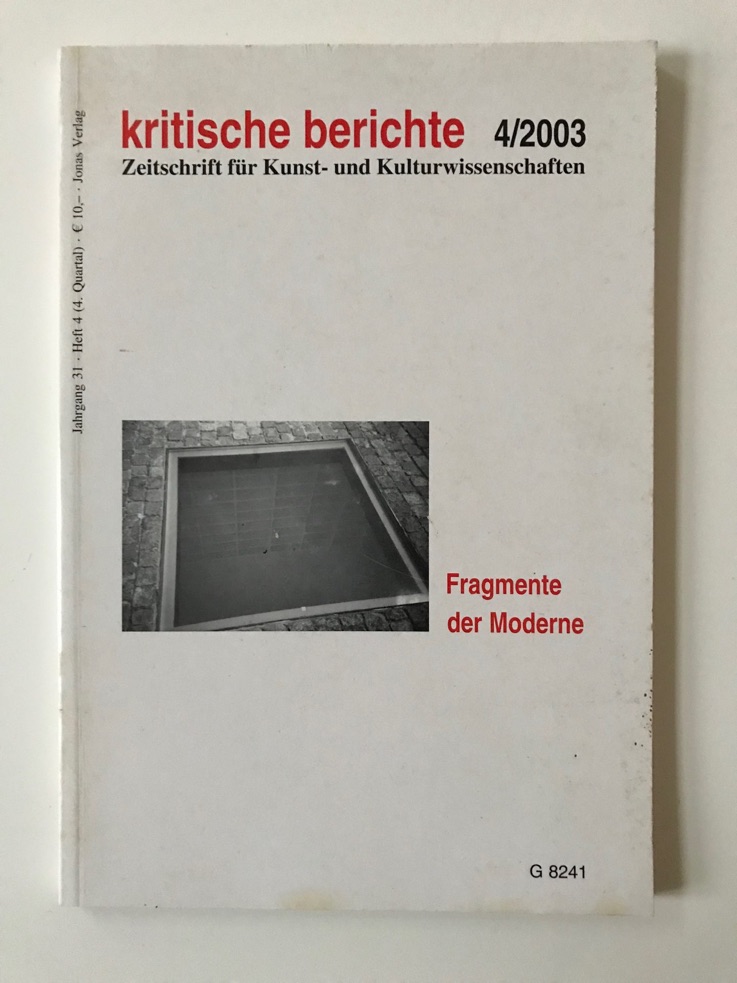 kritische berichte 4/2003
Zeitschrift für Kunst- und Kulturwissenschaften
Jahrgang 31 · Heft 4 (4. Quartal) · € 10,– · Jonas Verlag
Fragmente
der Moderne
G 8241